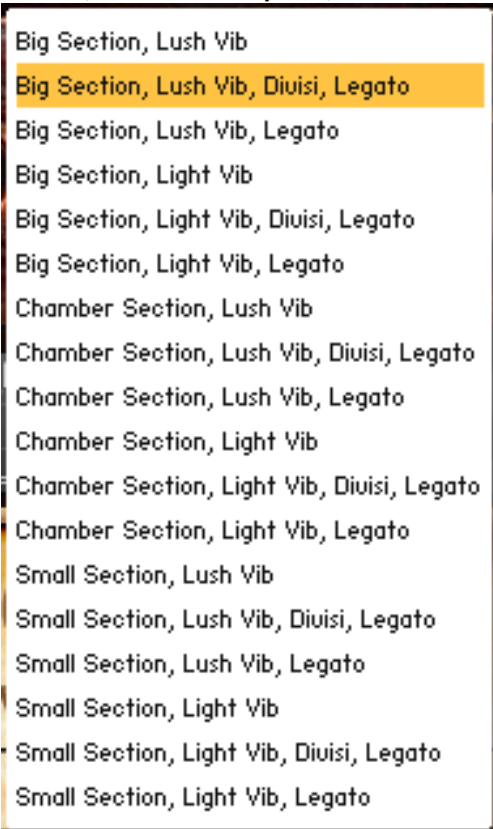 Big Section, Lush Vib
Big Section, Lush Vib, Divisi, Legato
Big Section, Lush Vib, Legato
Big Section, Light Vib
Big Section, Light Vib, Divisi, Legato
Big Section, Light Vib, Legato
Chamber Section, Lush Vib
Chamber Section, Lush Vib, Divisi, Legato
Chamber Section, Lush Vib, Legato
Chamber Section, Light Vib
Chamber Section, Light Vib, Divisi, Legato
Chamber Section, Light Vib, Legato
Small Section, Lush Vib
Small Section, Lush Vib, Divisi, Legato
Small Section, Lush Vib, Legato
Small Section, Light Vib
Small Section, Light Vib, Divisi, Legato
Small Section, Light Vib, Legato